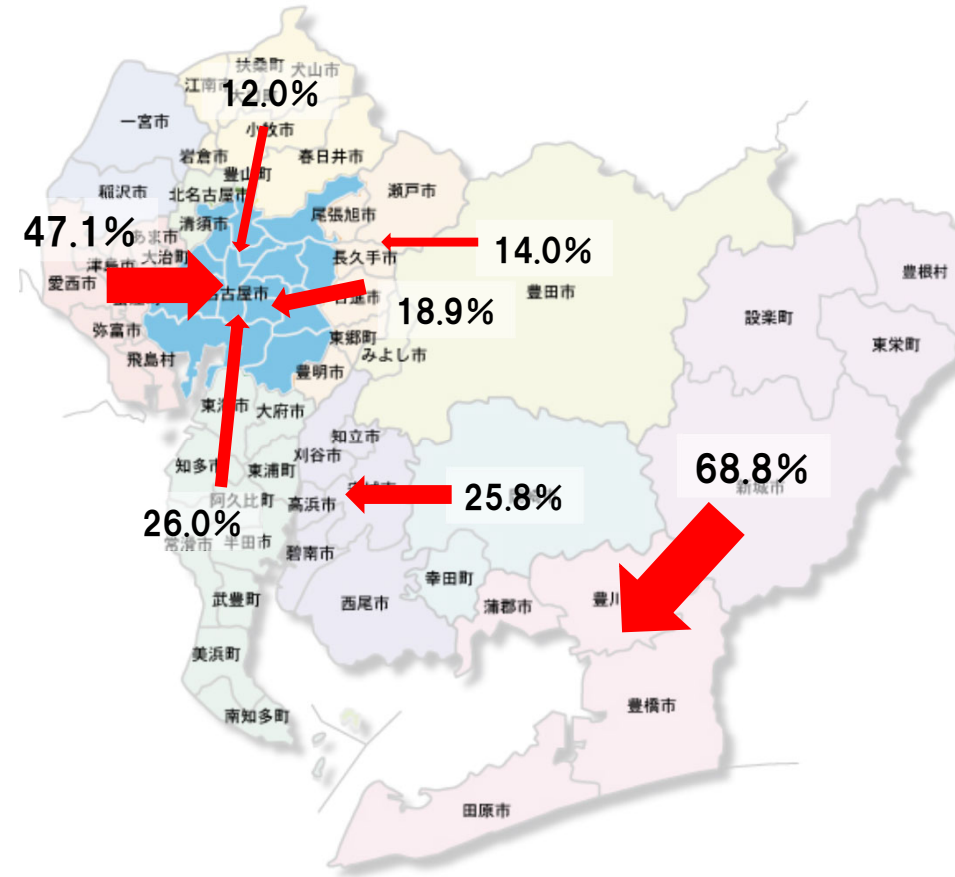 扶桑町
犬山市
江南市
12.0%
一宮市
小牧市
岩倉市
春日井市
豊山町
稲沢市
北名古屋市
瀬戸市
尾張旭市
清須市
47.1%
あま市
14.0%
大治町
長久手市
津島市
愛西市
名古屋市
日進市
豊田市
豊根村
18.9%
設楽町
弥富市
東郷町
みよし市
東栄町
飛島村
豊明市
東海市
大府市
知立市
刈谷市
知多市
東浦町
68.8%
新城市
阿久比町
高浜市
25.8%
26.0%
常滑市
半田市
碧南市
幸田町
武豊町
西尾市
蒲郡市
豊川
美浜町
豊橋市
南知多町
田原市